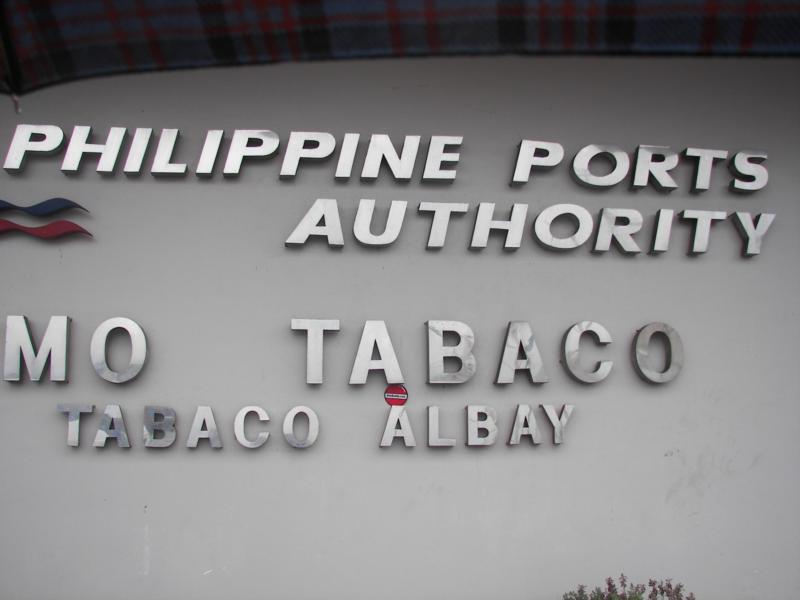 PHILIPPINE PORTS
AUTHORITY
MO TABACO
TABACO ALBAY